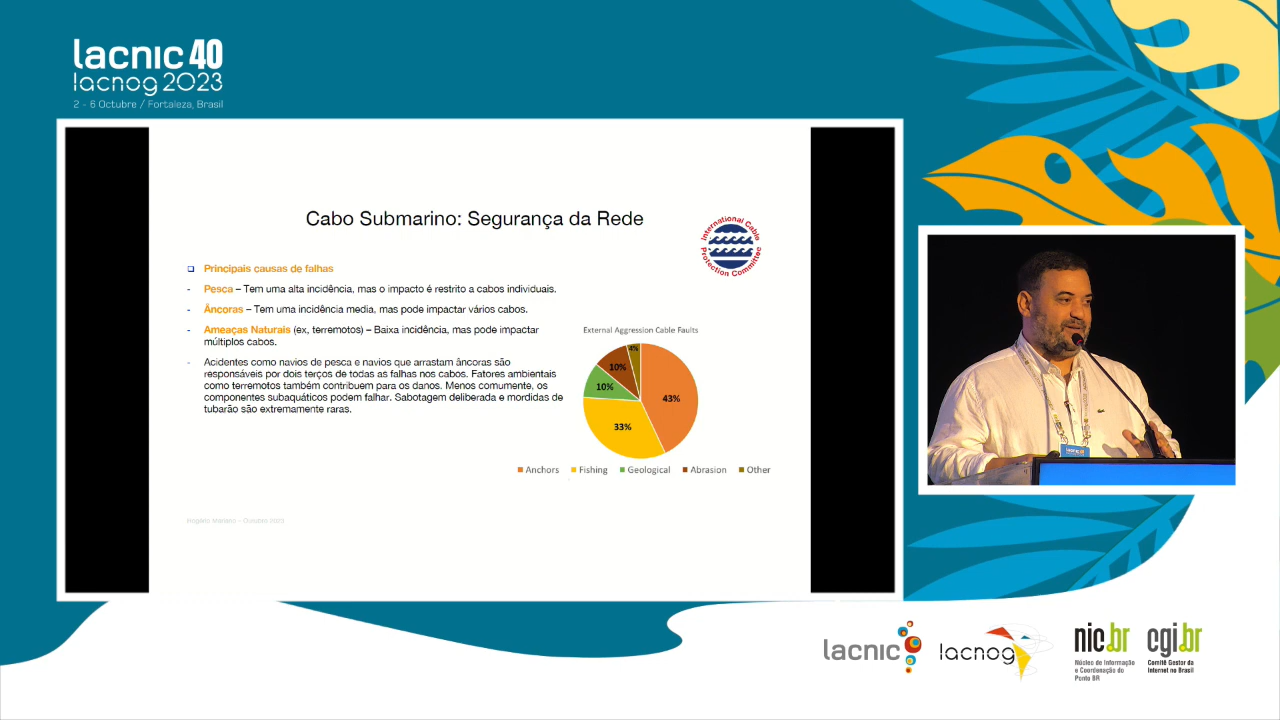 lacnic 40
lacnog 2023
2 - 6 Octubre / Fortaleza, Brasil
Cabo Submarino: Segurança da Rede
International Cable
Protection Committee
Principais causas de falhas
- Pesca – Tem uma alta incidência, mas o impacto é restrito a cabos individuais.
- Âncoras – Tem uma incidência media, mas pode impactar vários cabos.
- Ameaças Naturais (ex, terremotos) – Baixa incidência, mas pode impactar
múltiplos cabos.
- Acidentes como navios de pesca e navios que arrastam âncoras são
responsáveis por dois terços de todas as falhas nos cabos. Fatores ambientais
como terremotos também contribuem para os danos. Menos comumente, os
componentes subaquáticos podem falhar. Sabotagem deliberada e mordidas de
tubarão são extremamente raras.
External Aggression Cable Faults
4%
10%
10%
43%
33%
Anchors Fishing Geological Abrasion Other
– Outubro 2023
lacnic
lacnic
lacnog
nic.br
Núcleo de Informação
e Coordenação do
Ponto BR
cgi.br
Comitê Gestor da
Internet no Brasil